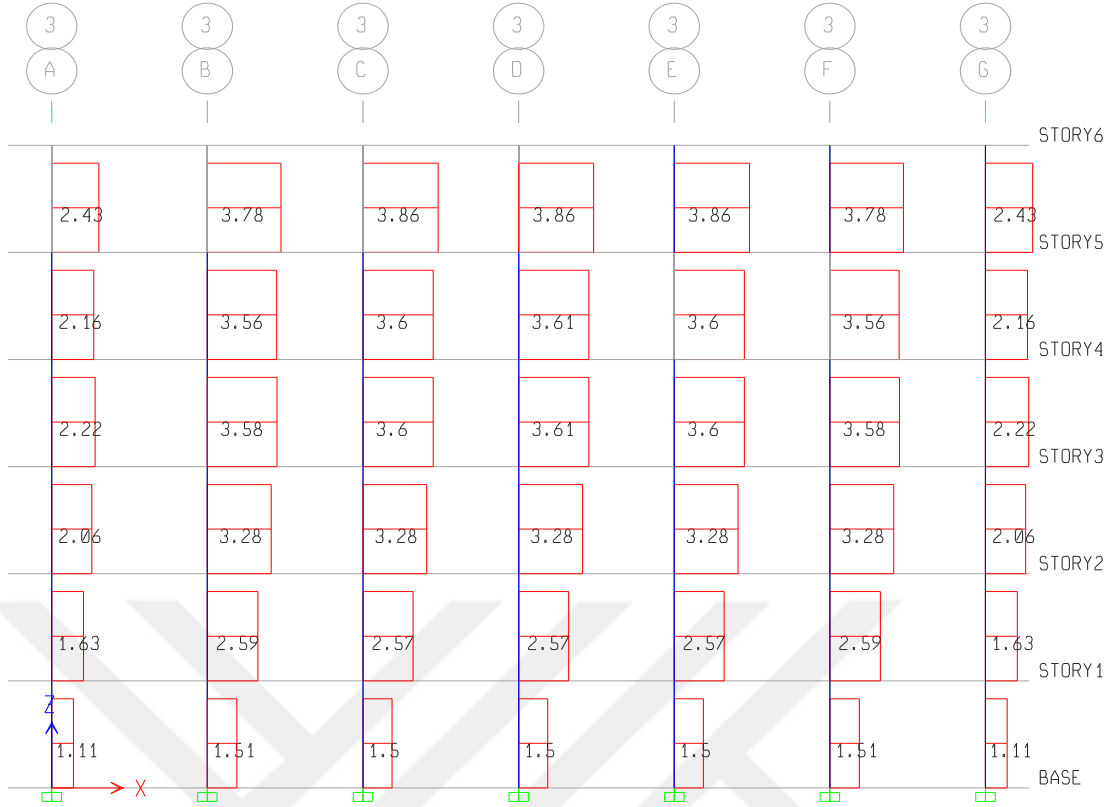 3 3 3 3 3 3 3
A B C D E F G
STORY6
2.43 3.78 3.86 3.86 3.86 3.78 2.43
STORY5
2.16 3.56 3.6 3.61 3.6 3.56 2.16
STORY4
2.22 3.58 3.6 3.61 3.6 3.58 2.22
STORY3
2.06 3.28 3.28 3.28 3.28 3.28 2.06
STORY2
1.63 2.59 2.57 2.57 2.57 2.59 1.63
STORY1
Z
1.11 1.51 1.5 1.5 1.5 1.51 1.11
X
BASE